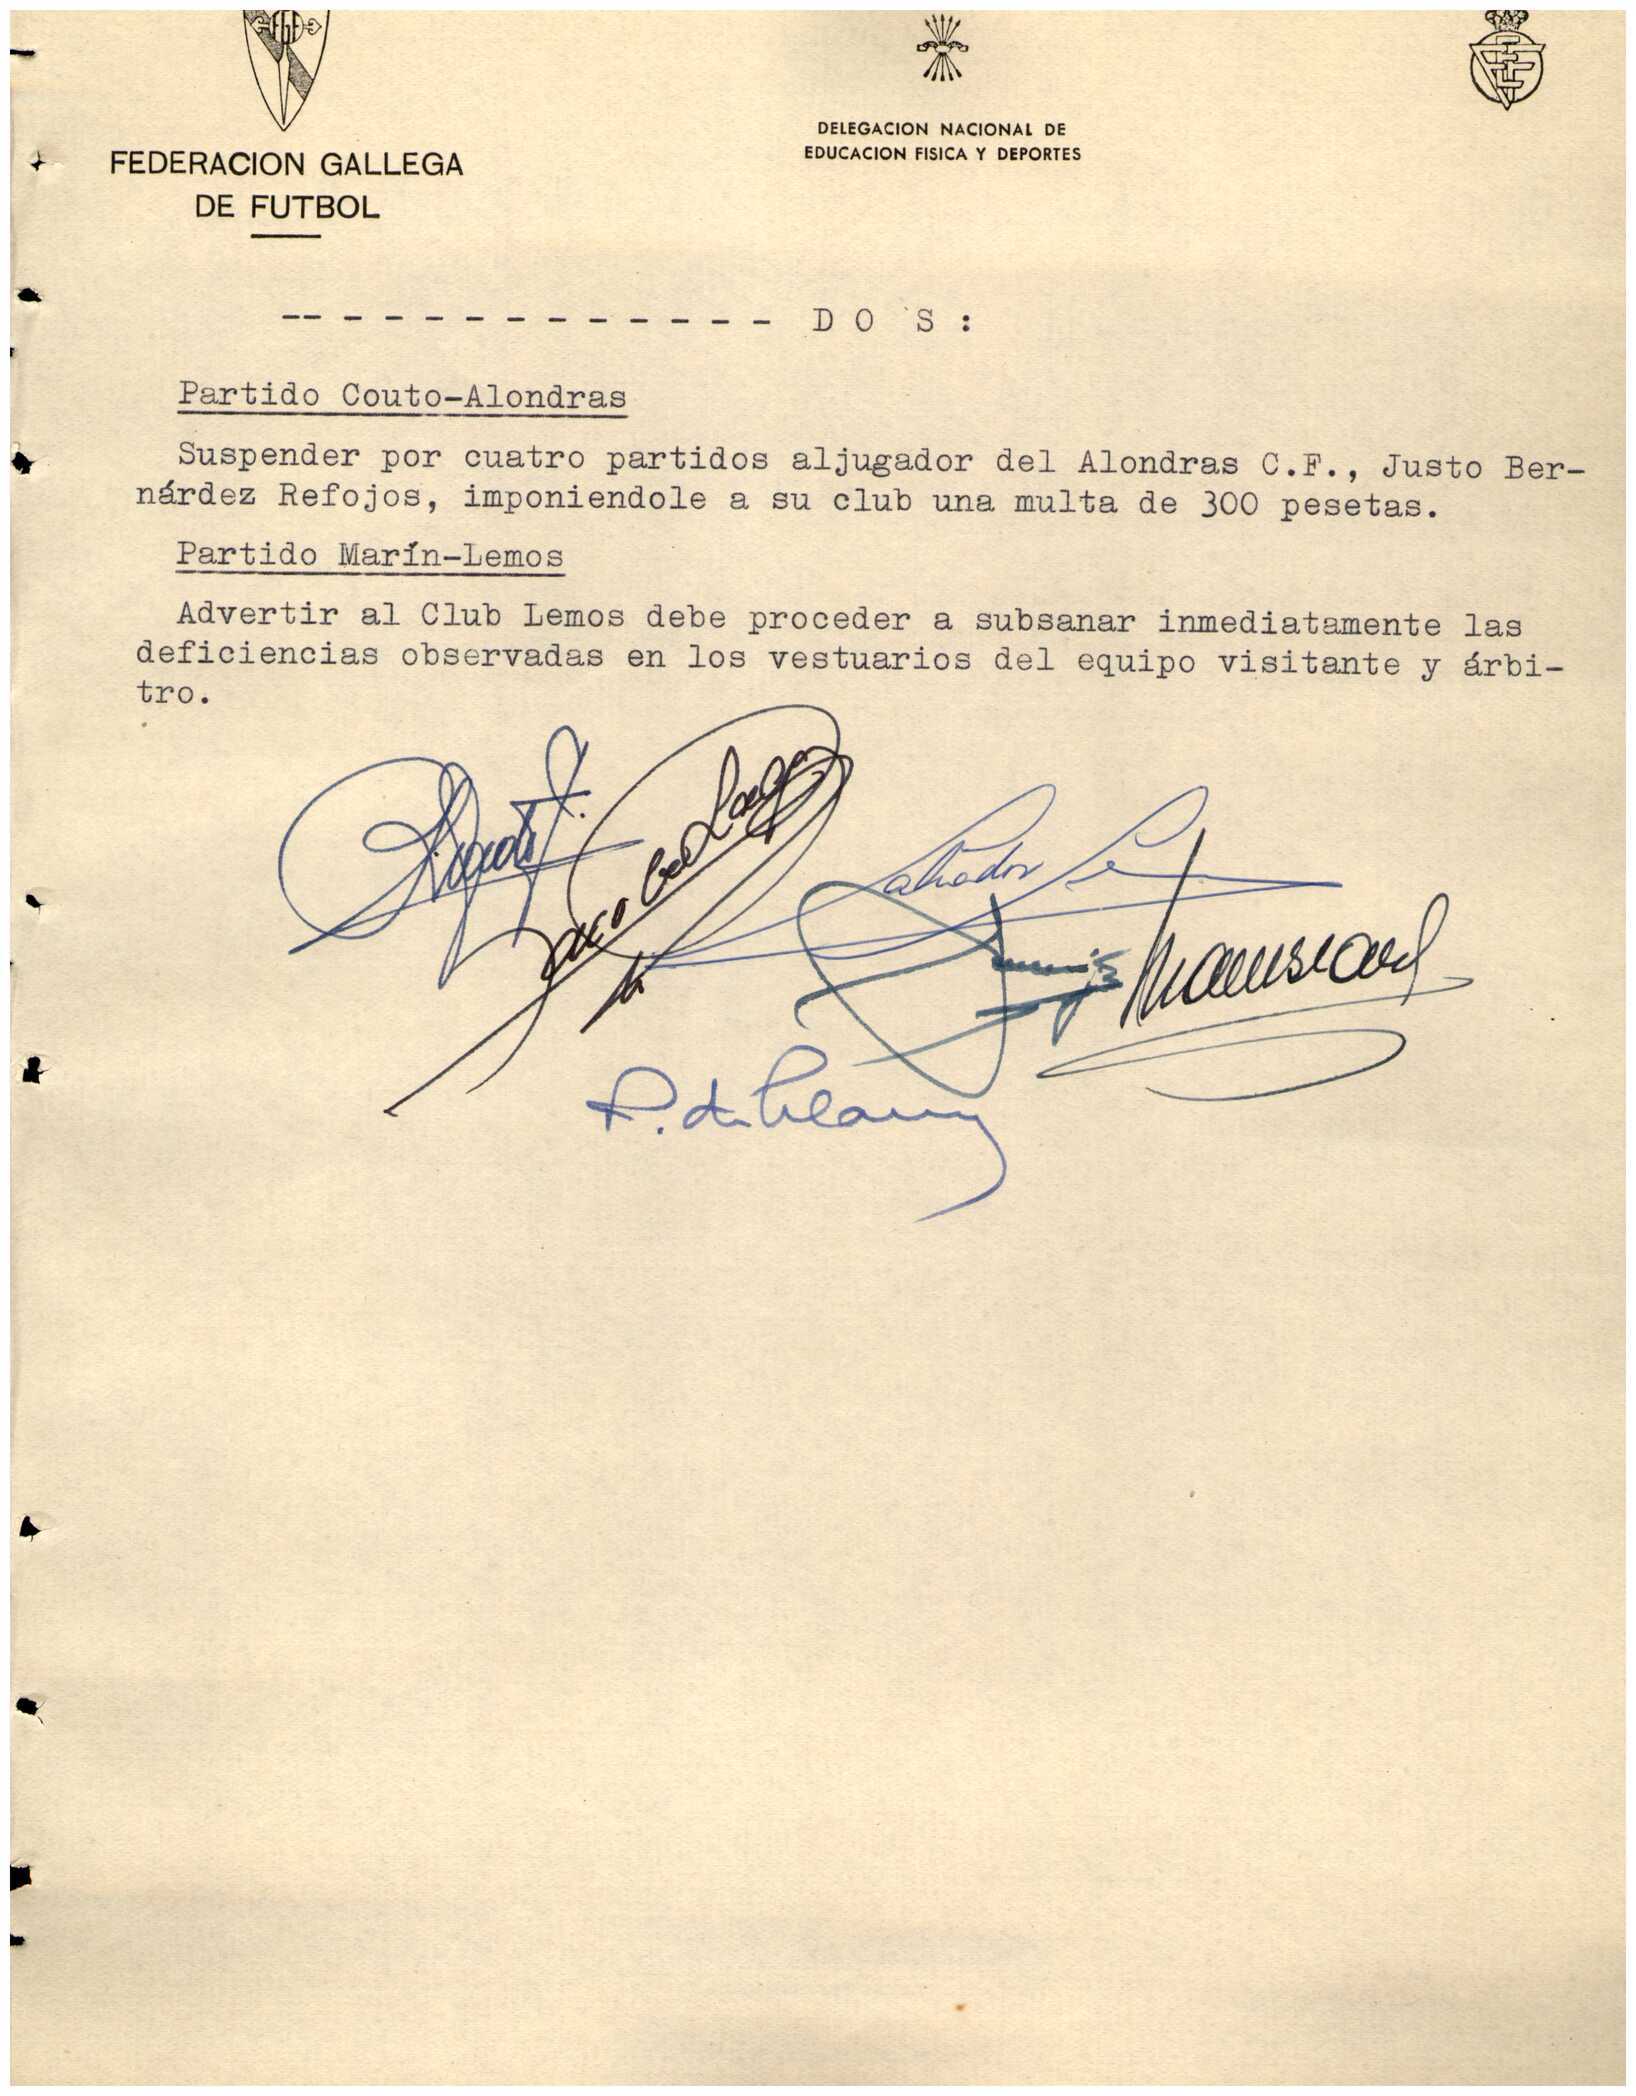 FGF
FEDERACION GALLEGA
DE FUTBOL
DELEGACION NACIONAL DE
EDUCACION FISICA Y DEPORTES
-- - - - - - - - - - - - D O S :
Partido Couto-Alondras
Suspender por cuatro partidos aljugador del Alondras C.F., Justo Ber-
nárdez Refojos, imponiendole a su club una multa de 300 pesetas.
Partido Marín-Lemos
Advertir al Club Lemos debe proceder a subsanar inmediatamente las
deficiencias observadas en los vestuarios del equipo visitante y árbi-
tro.
Salvador